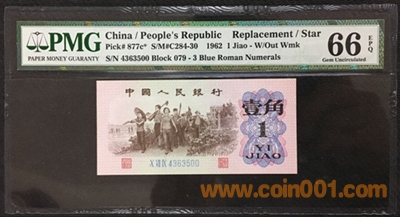 PMG
PAPER MONEY GUARANTY
China / People's Republic Replacement / Star
Pick# 877c* S/M#C284-30 1962 1 Jiao - W/Out Wmk
S/N 4363500 Block 079 - 3 Blue Roman Numerals
66 EPQ
Gem Uncirculated
中国人民银行
壹角
1
YI
JIAO
X VII IX 4363500
www.coin001.com